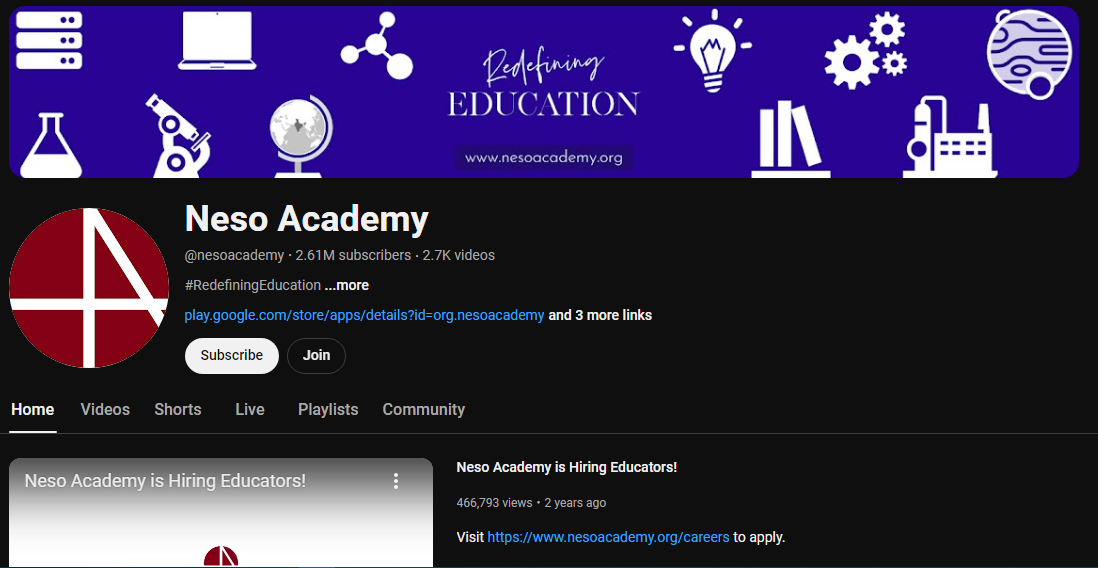 Redefining
EDUCATION
www.nesoacademy.org
Neso Academy
@nesoacademy • 2.61M subscribers • 2.7K videos
#RedefiningEducation ...more
play.google.com/store/apps/details?id=org.nesoacademy and 3 more links
Subscribe Join
Home Videos Shorts Live Playlists Community
Neso Academy is Hiring Educators!
Neso Academy is Hiring Educators!
466,793 views • 2 years ago
Visit https://www.nesoacademy.org/careers to apply.